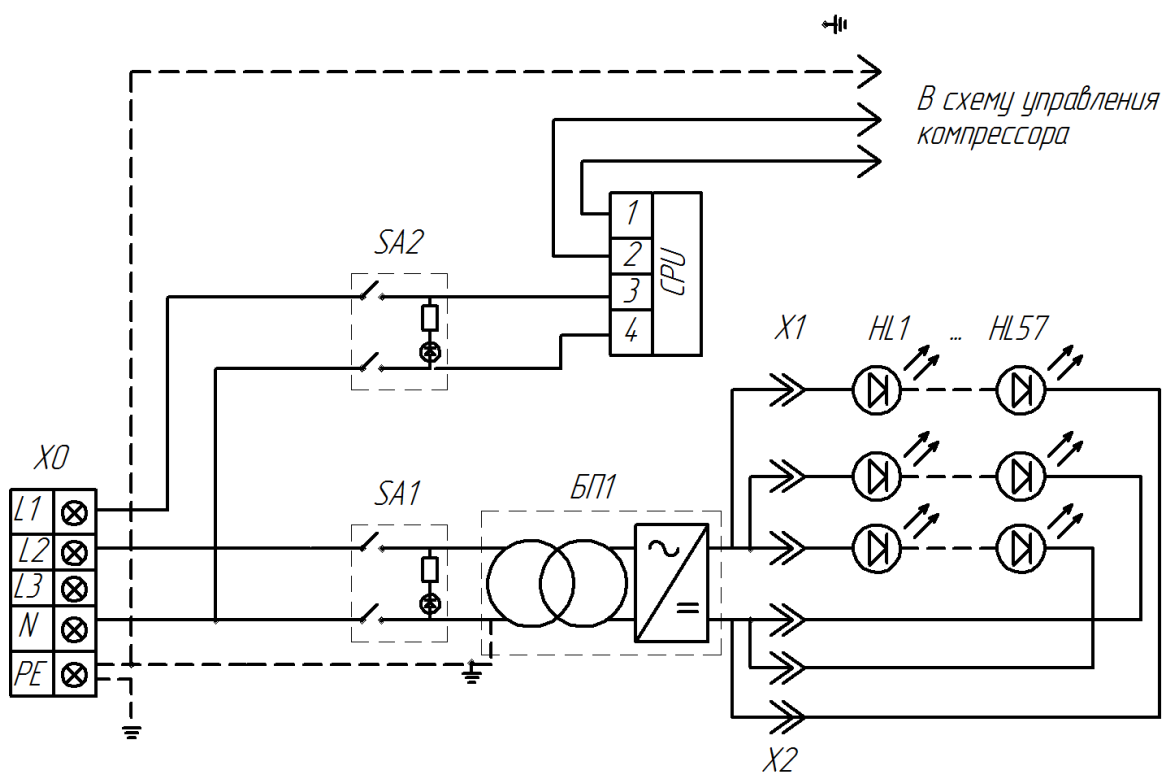 В схему управления
компрессора
1
2
3
4
CPU
SA2
X1
HL1 ... HL57
X0
L1
L2
L3
N
PE
SA1
БП1
X2